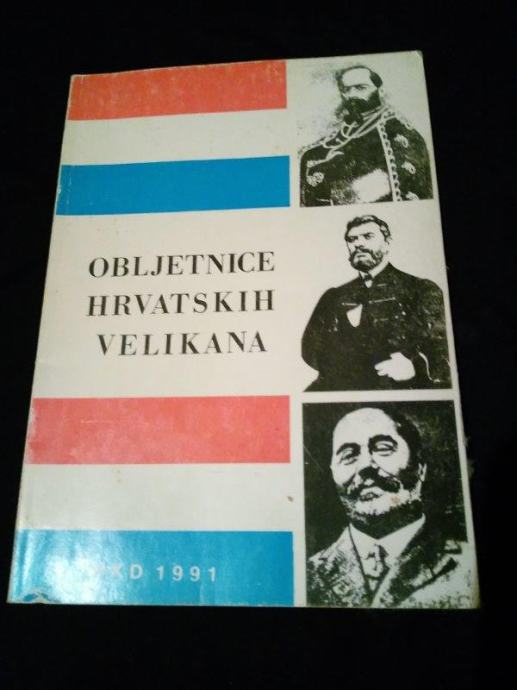 OBLJETNICE
HRVATSKIH
VELIKANA
1991